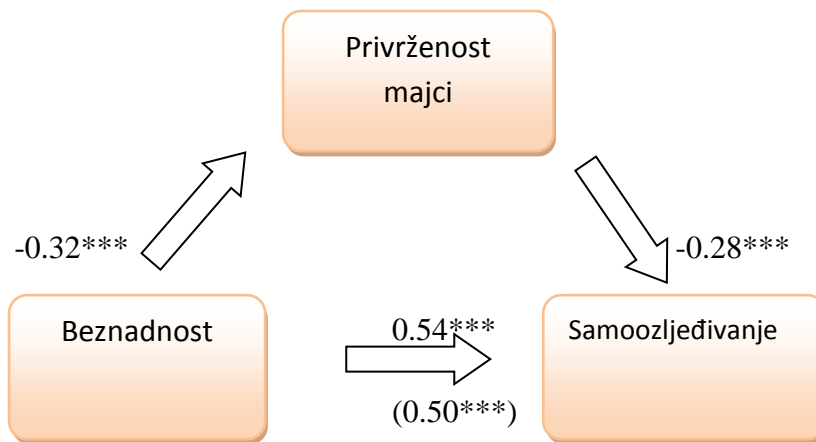 Privrženost
majci
-0.32***
-0.28***
Beznadnost
0.54***
Samoozljeđivanje
(0.50***)